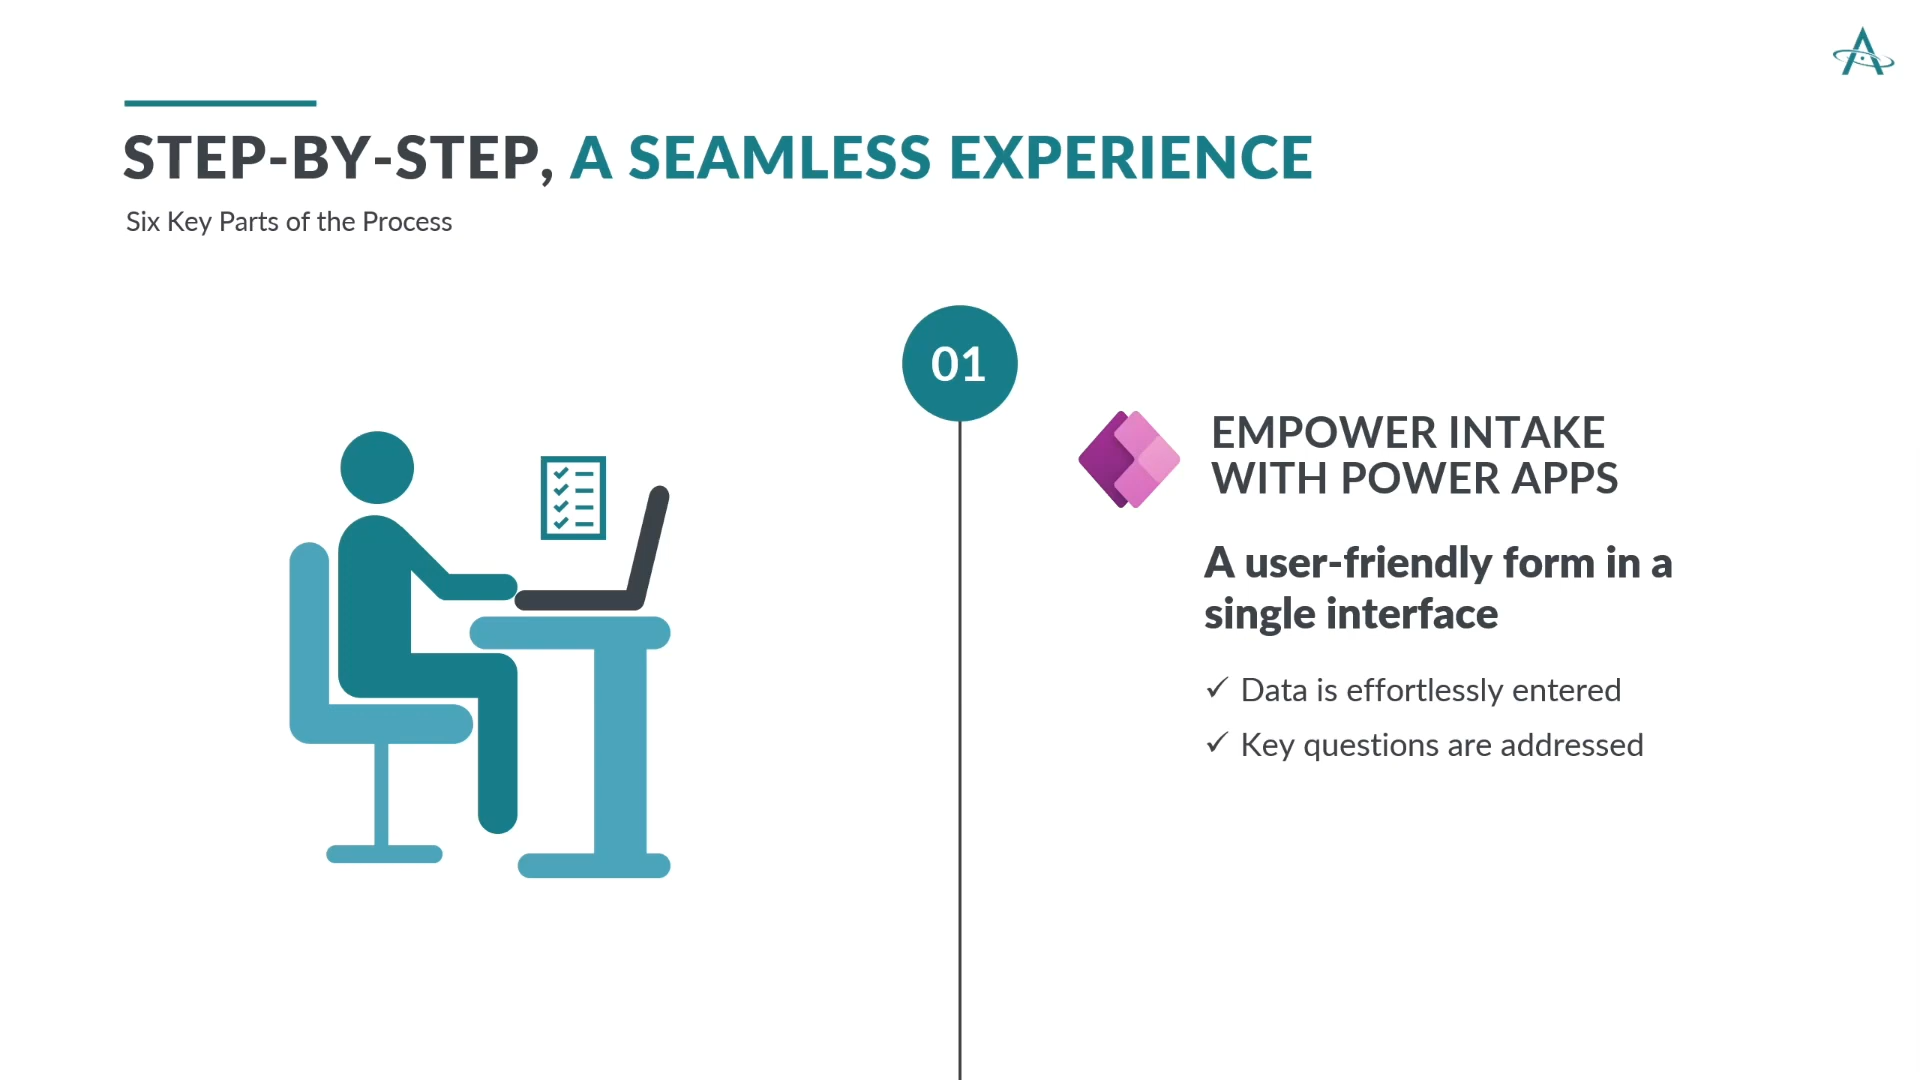 STEP-BY-STEP, A SEAMLESS EXPERIENCE
Six Key Parts of the Process
01
EMPOWER INTAKE
WITH POWER APPS
A user-friendly form in a
single interface
✓ Data is effortlessly entered
✓ Key questions are addressed